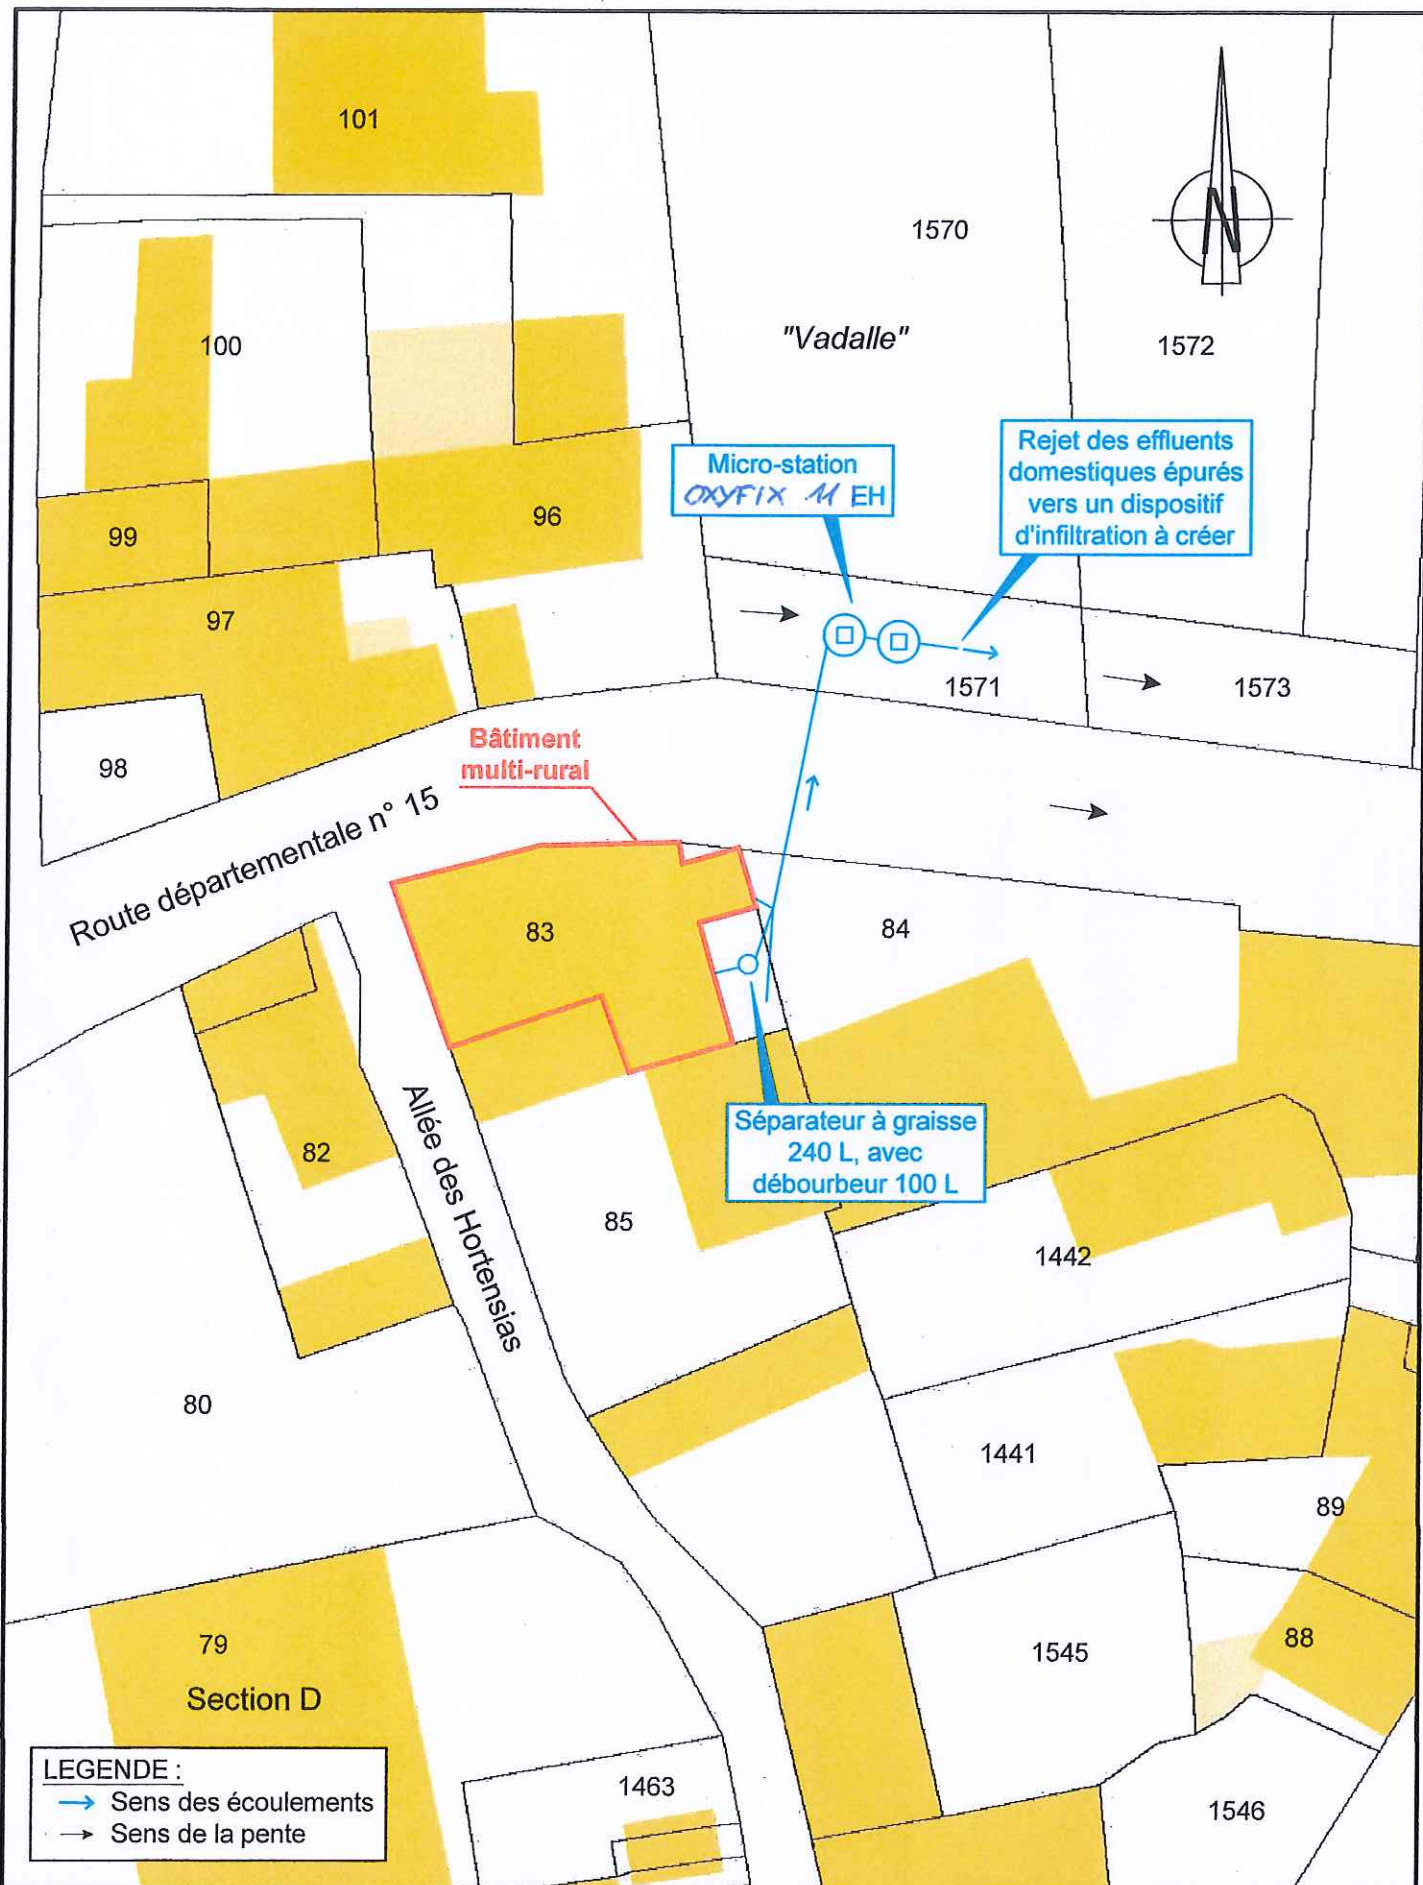 101
1570
N
100
"Vadalle"
1572
Micro-station
OXYFIX 11 EH
Rejet des effluents
domestiques épurés
vers un dispositif
d'infiltration à créer
96
99
97
1571
1573
98
Bâtiment
multi-rural
Route départementale n° 15
83
84
Séparateur à graisse
240 L, avec
débourbeur 100 L
82
Allée des Hortensias
85
1442
80
1441
89
79
Section D
1545
88
1463
1546
LEGENDE :
Sens des écoulements
Sens de la pente